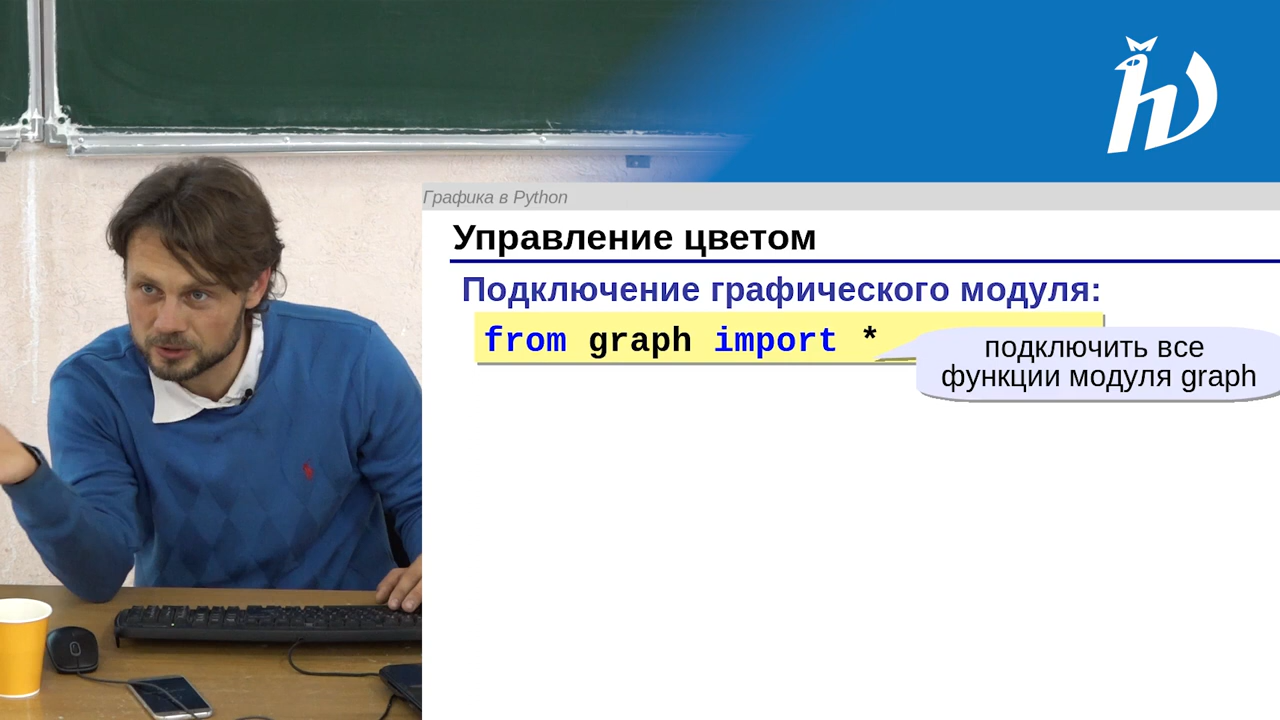 Графика в Python
Управление цветом
Подключение графического модуля:
from graph import *
подключить все
функции модуля graph